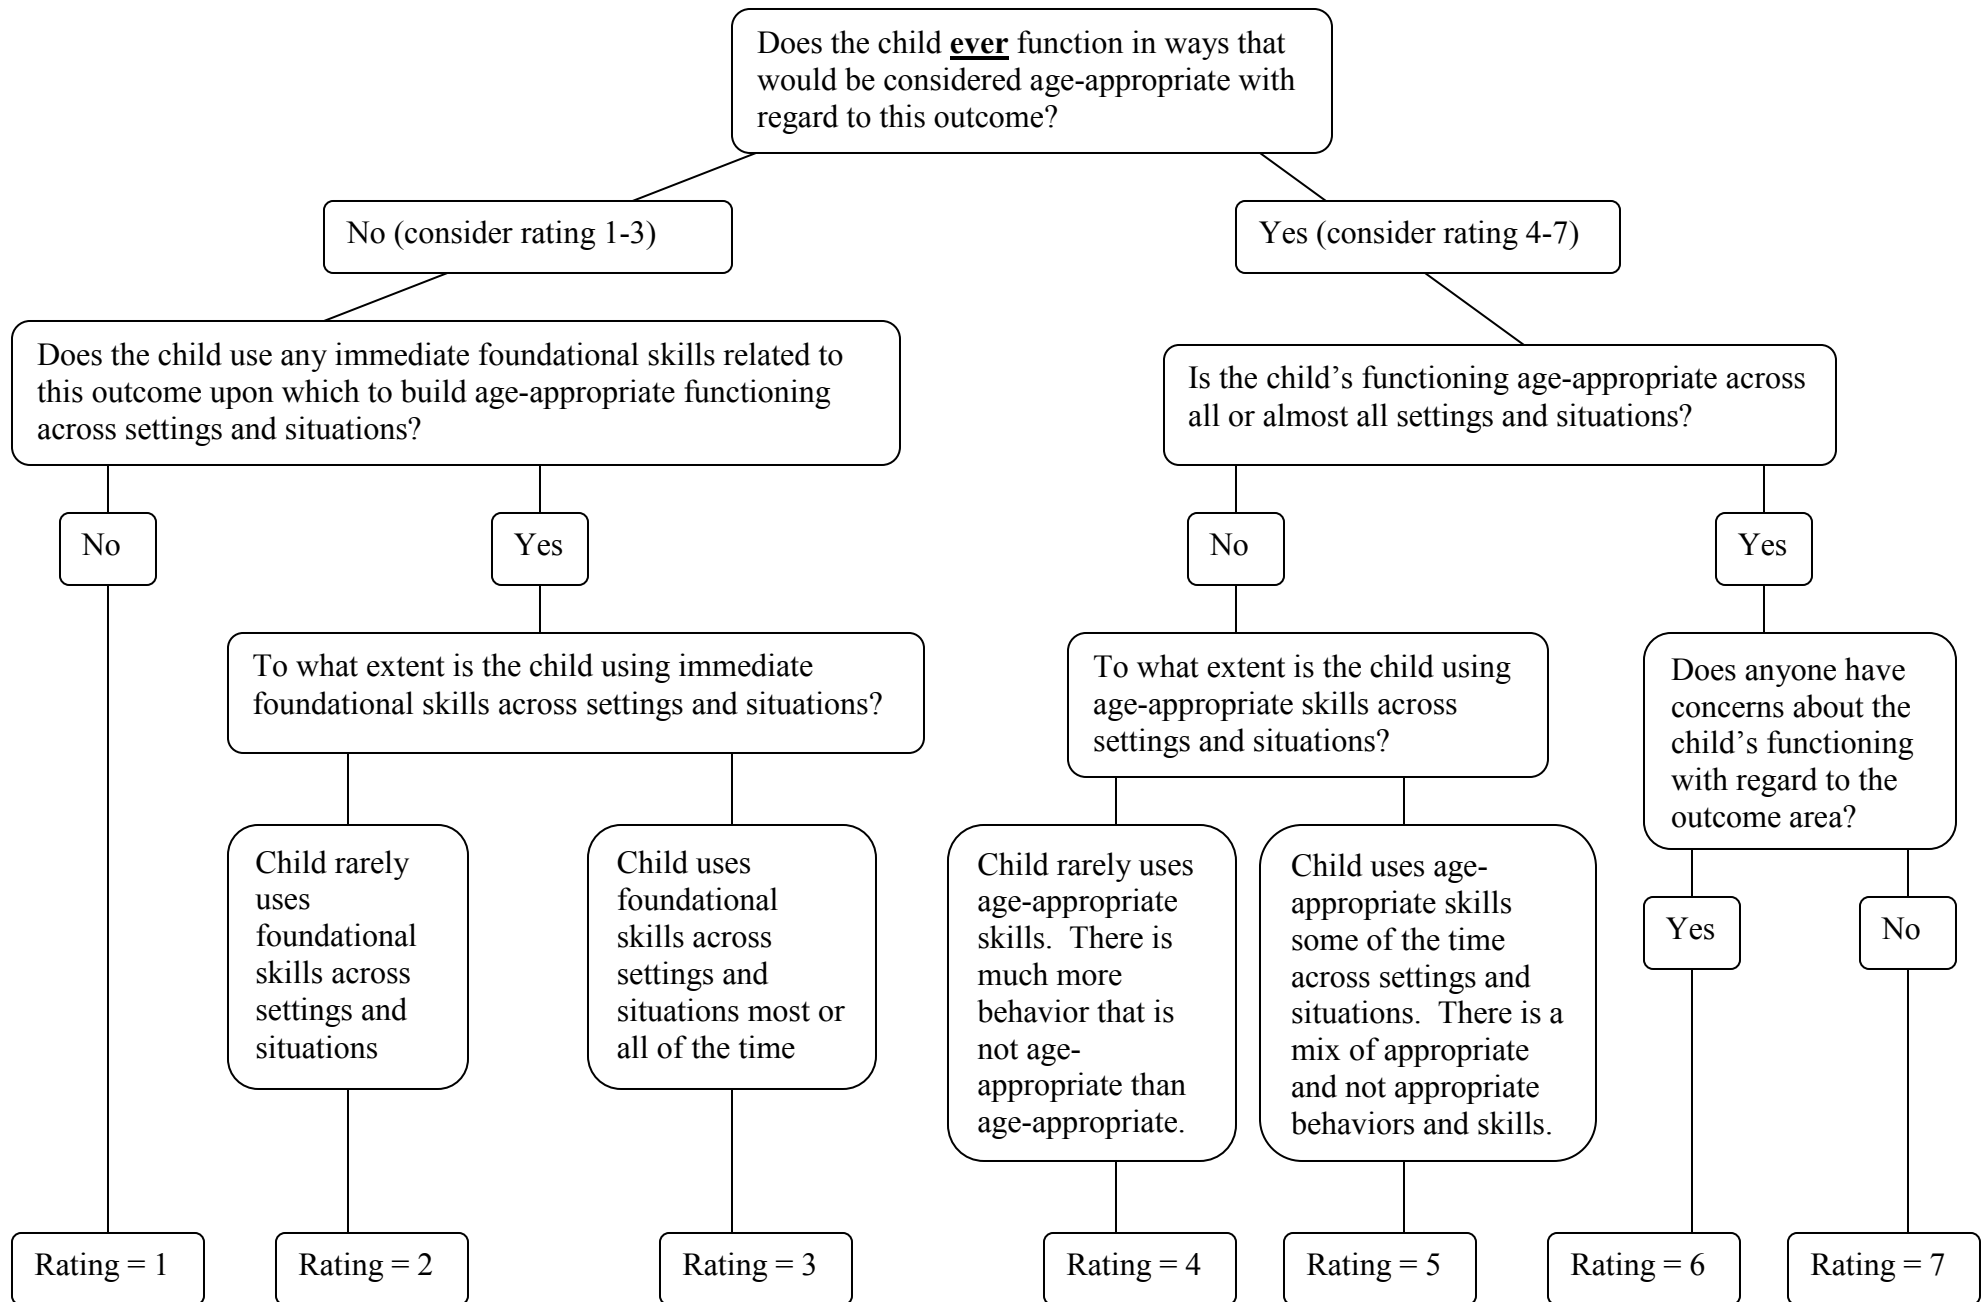 Does the child ever function in ways that
would be considered age-appropriate with
regard to this outcome?
No (consider rating 1-3)
Yes (consider rating 4-7)
Does the child use any immediate foundational skills related to
this outcome upon which to build age-appropriate functioning
across settings and situations?
Is the child’s functioning age-appropriate across
all or almost all settings and situations?
No
Yes
No
Yes
To what extent is the child using immediate
foundational skills across settings and situations?
To what extent is the child using
age-appropriate skills across
settings and situations?
Does anyone have
concerns about the
child’s functioning
with regard to the
outcome area?
Child rarely
uses
foundational
skills across
settings and
situations
Child uses
foundational
skills across
settings and
situations most or
all of the time
Child rarely uses
age-appropriate
skills.  There is
much more
behavior that is
not age-
appropriate than
age-appropriate.
Child uses age-
appropriate skills
some of the time
across settings and
situations.  There is a
mix of appropriate
and not appropriate
behaviors and skills.
Yes
No
Rating = 1
Rating = 2
Rating = 3
Rating = 4
Rating = 5
Rating = 6
Rating = 7